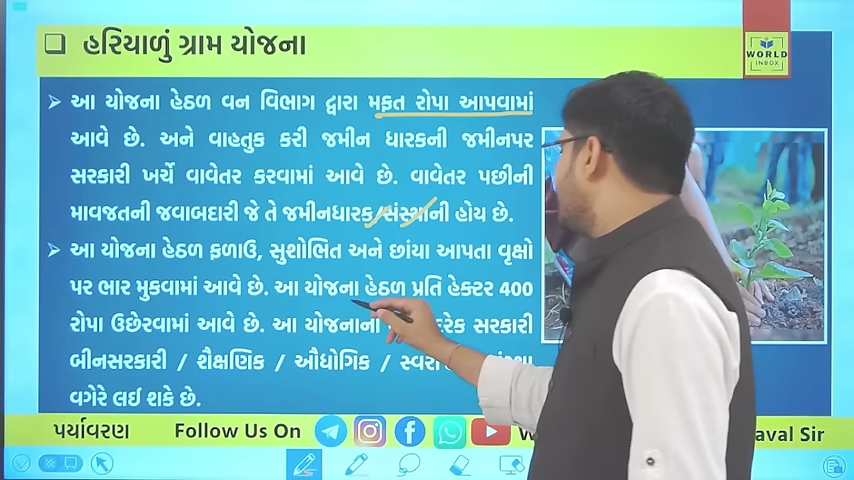 હરિયાળું ગ્રામ યોજના
WORLD
INBOX
આ યોજના હેઠળ વન વિભાગ દ્વારા મફત રોપા આપવામાં
આવે છે. અને વાહતુક કરી જમીન ધારકની જમીનપર
સરકારી ખર્ચે વાવેતર કરવામાં આવે છે. વાવેતર પછીની
માવજતની જવાબદારી જે તે જમીનધારક/સંસ્થાની હોય છે.
આ યોજના હેઠળ ફળાઉ, સુશોભિત અને છાંયા આપતા વૃક્ષો
પર ભાર મુકવામાં આવે છે. આ યોજના હેઠળ પ્રતિ હેક્ટર 400
રોપા ઉછેરવામાં આવે છે. આ યોજનાના દરેક સરકારી
બીનસરકારી / શૈક્ષણિક / ઔદ્યોગિક /
વગેરે લઈ શકે છે.
પર્યાવરણ Follow Us On Sir